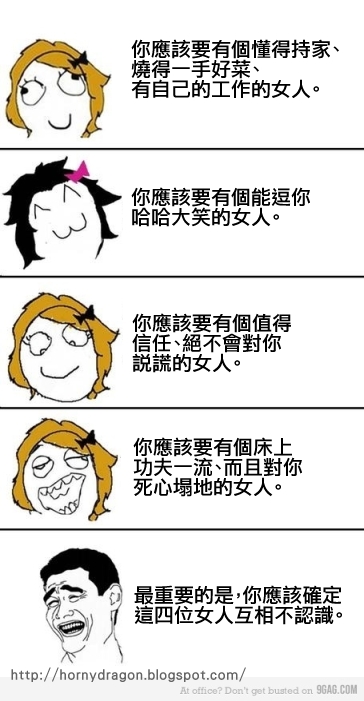 你應該要有個懂得持家、
燒得一手好菜、
有自己的工作的女人。
你應該要有個能逗你
哈哈大笑的女人。
你應該要有個值得
信任、絕不會對你
説謊的女人。
你應該要有個床上
功夫一流、而且對你
死心塌地的女人。
最重要的是，你應該確定
這四位女人互相不認識。
http://hornydragon.blogspot.com/
At office? Don't get busted on 9GAG.COM